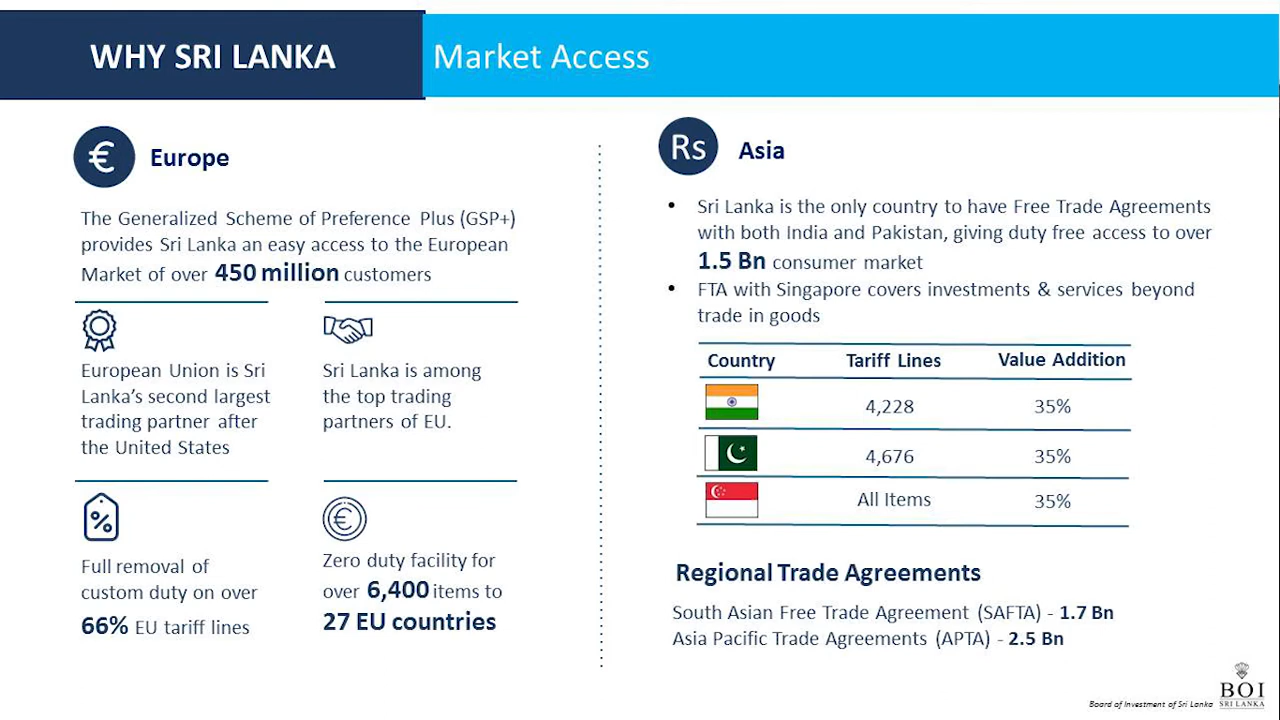 WHY SRI LANKA
Market Access
€
Europe
The Generalized Scheme of Preference Plus (GSP+)
provides Sri Lanka an easy access to the European
Market of over 450 million customers
European Union is Sri
Lanka's second largest
trading partner after
the United States
Sri Lanka is among
the top trading
partners of EU.
%
Full removal of
custom duty on over
66% EU tariff lines
€
Zero duty facility for
over 6,400 items to
27 EU countries
Rs
Asia
• Sri Lanka is the only country to have Free Trade Agreements
with both India and Pakistan, giving duty free access to over
1.5 Bn consumer market
• FTA with Singapore covers investments & services beyond
trade in goods
Country Tariff Lines Value Addition
4,228 35%
4,676 35%
All Items 35%
Regional Trade Agreements
South Asian Free Trade Agreement (SAFTA) - 1.7 Bn
Asia Pacific Trade Agreements (APTA) - 2.5 Bn
Board of Investment of Sri Lanka
BOI
SRI LANKA